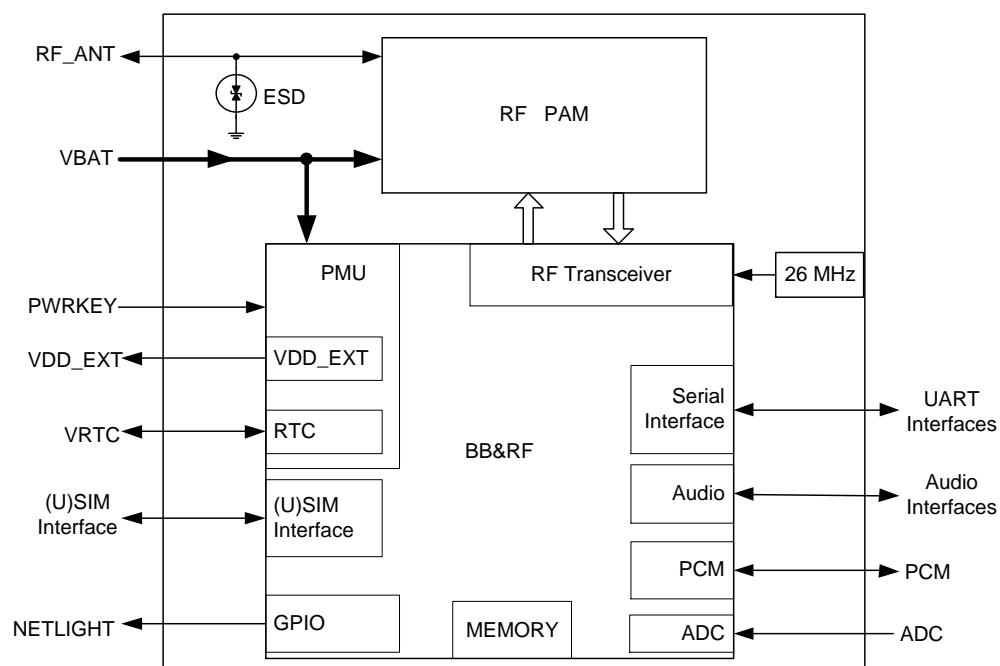 RF_ANT
ESD
RF PAM
VBAT
PMU
RF Transceiver
26 MHz
PWRKEY
VDD_EXT
VDD_EXT
Serial
Interface
UART
Interfaces
VRTC
RTC
BB&RF
(U)SIM
Interface
(U)SIM
Interface
Audio
Audio
Interfaces
PCM
PCM
NETLIGHT
GPIO
MEMORY
ADC
ADC